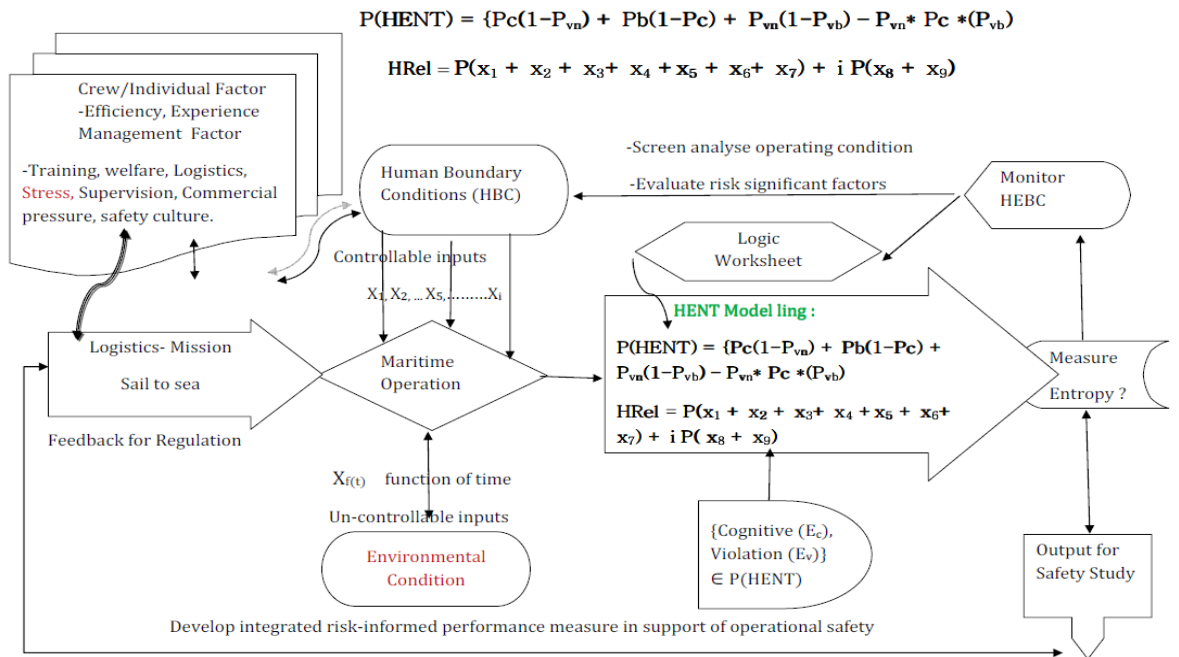 P(HENT) = {Pc(1–Pvn) + Pb(1–Pc) + Pvn(1–Pvb) – Pvn* Pc *(Pvb)
HRel = P(x1 + x2 + x3+ x4 +x5 + x6+ x7) + i P(x8 + x9)
Crew/Individual Factor
-Efficiency, Experience
Management Factor
-Training, welfare, Logistics,
Stress, Supervision, Commercial
pressure, safety culture.
Human Boundary
Conditions (HBC)
-Screen analyse operating condition
-Evaluate risk significant factors
Monitor
HEBC
Logic
Worksheet
Controllable inputs
X1, X2, ... X5, .........Xi
Logistics- Mission
Sail to sea
Maritime
Operation
HENT Model ling :
P(HENT) = {Pc(1–Pvn) + Pb(1–Pc) +
Pvn(1–Pvb) – Pvn* Pc *(Pvb)
HRel = P(x1 + x2 + x3+ x4 +x5 + x6+
x7) + i P( x8 + x9)
Measure
Entropy ?
Feedback for Regulation
Xf(t) function of time
Un-controllable inputs
Environmental
Condition
{Cognitive (Ec),
Violation (Ev)}
∈ P(HENT)
Output for
Safety Study
Develop integrated risk-informed performance measure in support of operational safety